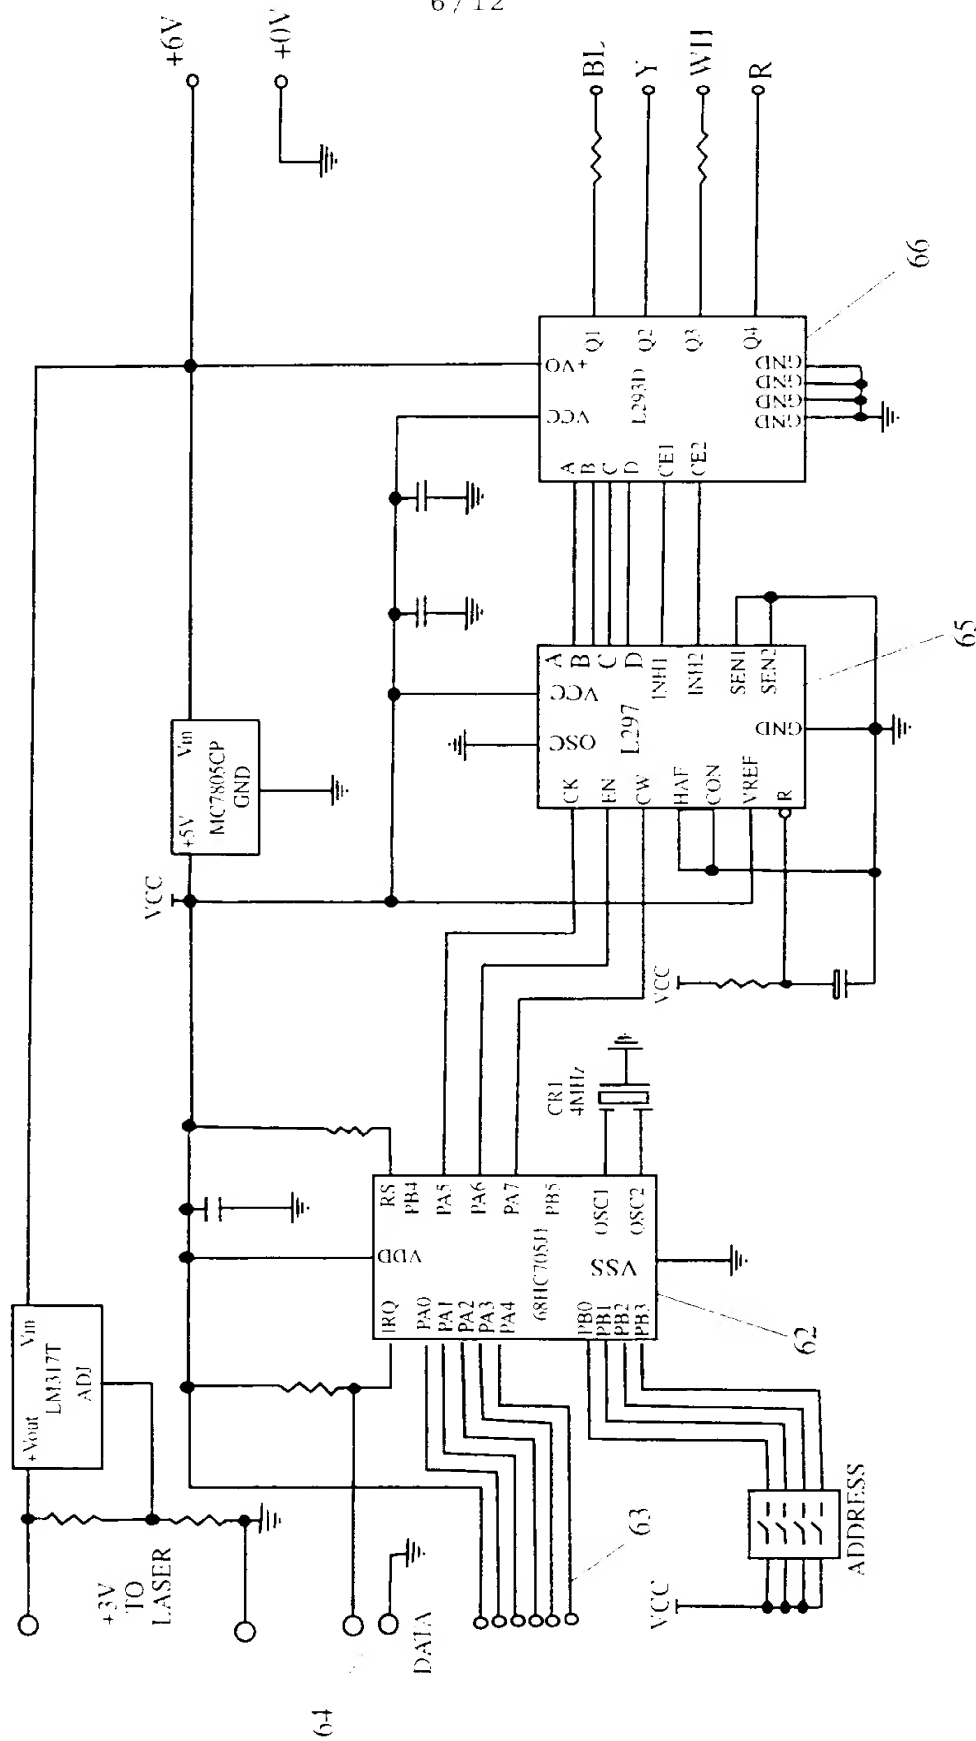 6/12
+6V
+0V
BL
Y
WH
R
66
+VO
VCC
Q1
Q2
Q3
Q4
L293D
GND
GND
GND
GND
A
B
C
D
CE1
CE2
65
A
B
C
D
INH1
INH2
SEN1
SEN2
VCC
OSC
L297
GND
CK
EN
CW
HAF
CON
VREF
R
Vin
MC7805CP
GND
+5V
VCC
VCC
CR1
4MHz
RS
PB4
PA5
PA6
PA7
PB5
OSC1
OSC2
VDD
68HC705J1
VSS
IRQ
PA0
PA1
PA2
PA3
PA4
PB0
PB1
PB2
PB3
62
Vin
LM317T
ADJ
+Vout
+3V
TO
LASER
DATA
64
63
ADDRESS
VCC